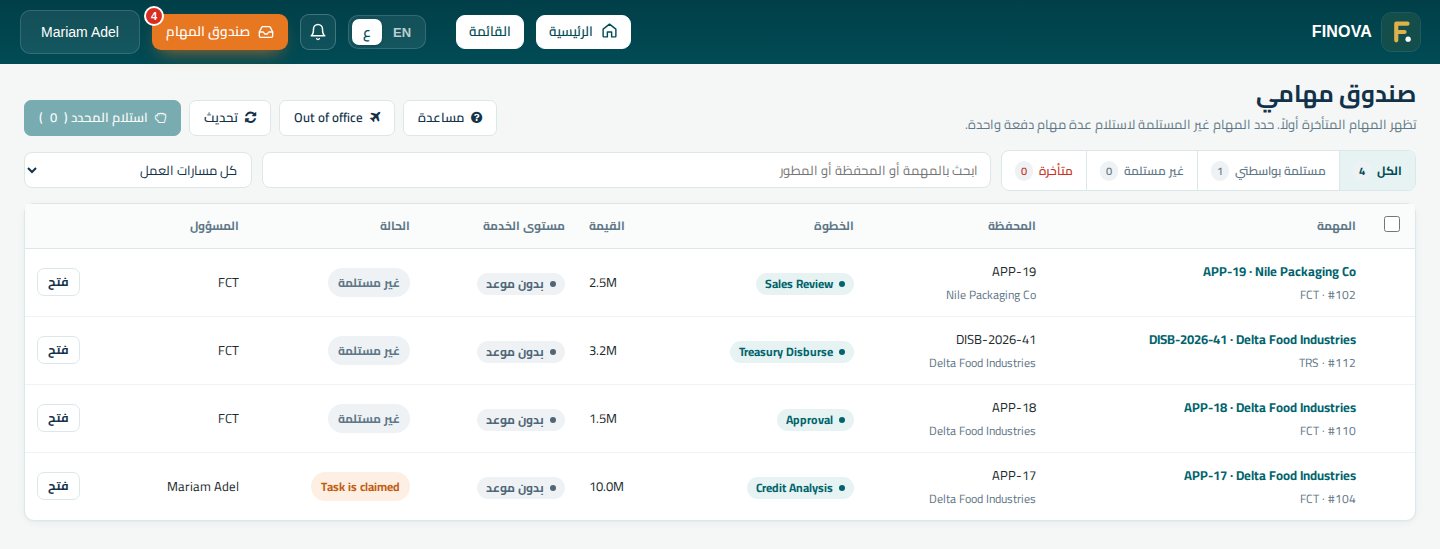 FINOVA
الرئيسية
القائمة
EN ع
صندوق المهام 4
Mariam Adel
صندوق مهامي
تظهر المهام المتأخرة أولاً. حدد المهام غير المستلمة لاستلام عدة مهام دفعة واحدة.
مساعدة
Out of office
تحديث
استلام المحدد ( 0 )
الكل 4
مستلمة بواسطتي 1
غير مستلمة 0
متأخرة 0
ابحث بالمهمة أو المحفظة أو المطور
كل مسارات العمل
المهمة المحفظة الخطوة القيمة مستوى الخدمة الحالة المسؤول
APP-19 · Nile Packaging Co
FCT · #102
APP-19
Nile Packaging Co
Sales Review
2.5M
بدون موعد
غير مستلمة
FCT
فتح
DISB-2026-41 · Delta Food Industries
TRS · #112
DISB-2026-41
Delta Food Industries
Treasury Disburse
3.2M
بدون موعد
غير مستلمة
FCT
فتح
APP-18 · Delta Food Industries
FCT · #110
APP-18
Delta Food Industries
Approval
1.5M
بدون موعد
غير مستلمة
FCT
فتح
APP-17 · Delta Food Industries
FCT · #104
APP-17
Delta Food Industries
Credit Analysis
10.0M
بدون موعد
Task is claimed
Mariam Adel
فتح